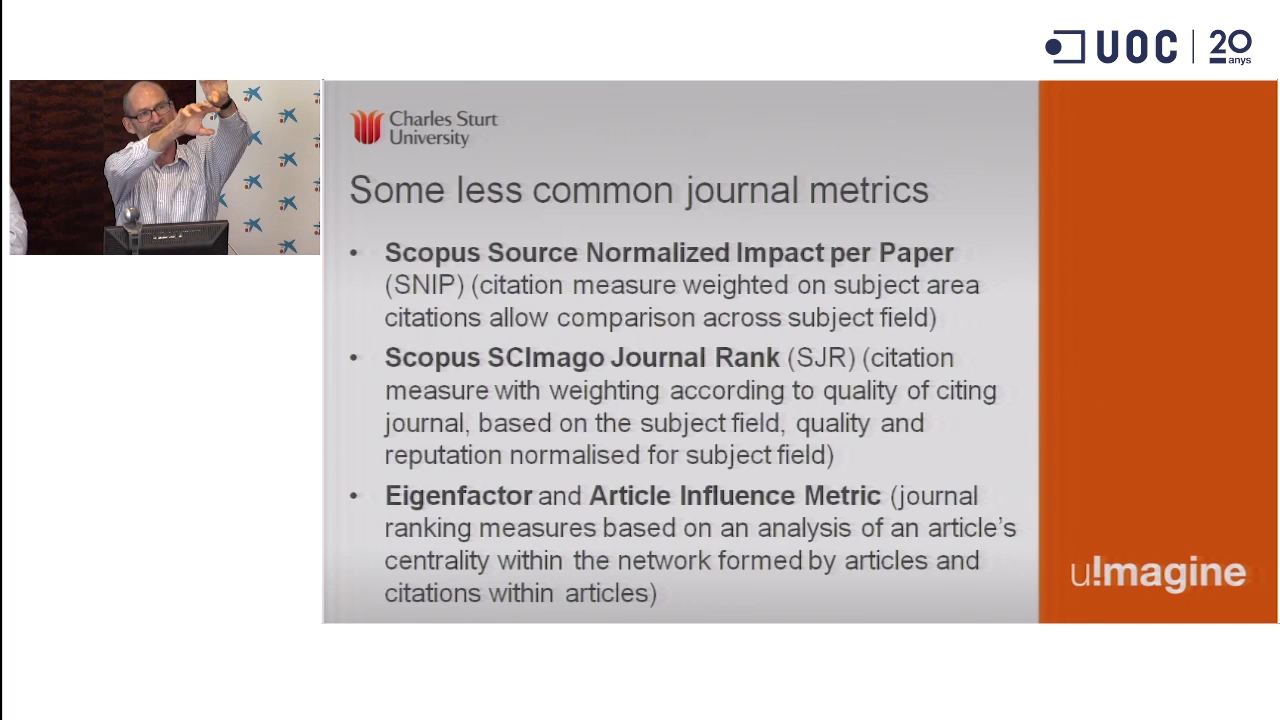 UOC
20
anys
Charles Sturt
University
Some less common journal metrics
• Scopus Source Normalized Impact per Paper
(SNIP) (citation measure weighted on subject area
citations allow comparison across subject field)
• Scopus SCImago Journal Rank (SJR) (citation
measure with weighting according to quality of citing
journal, based on the subject field, quality and
reputation normalised for subject field)
• Eigenfactor and Article Influence Metric (journal
ranking measures based on an analysis of an article's
centrality within the network formed by articles and
citations within articles)
u!magine